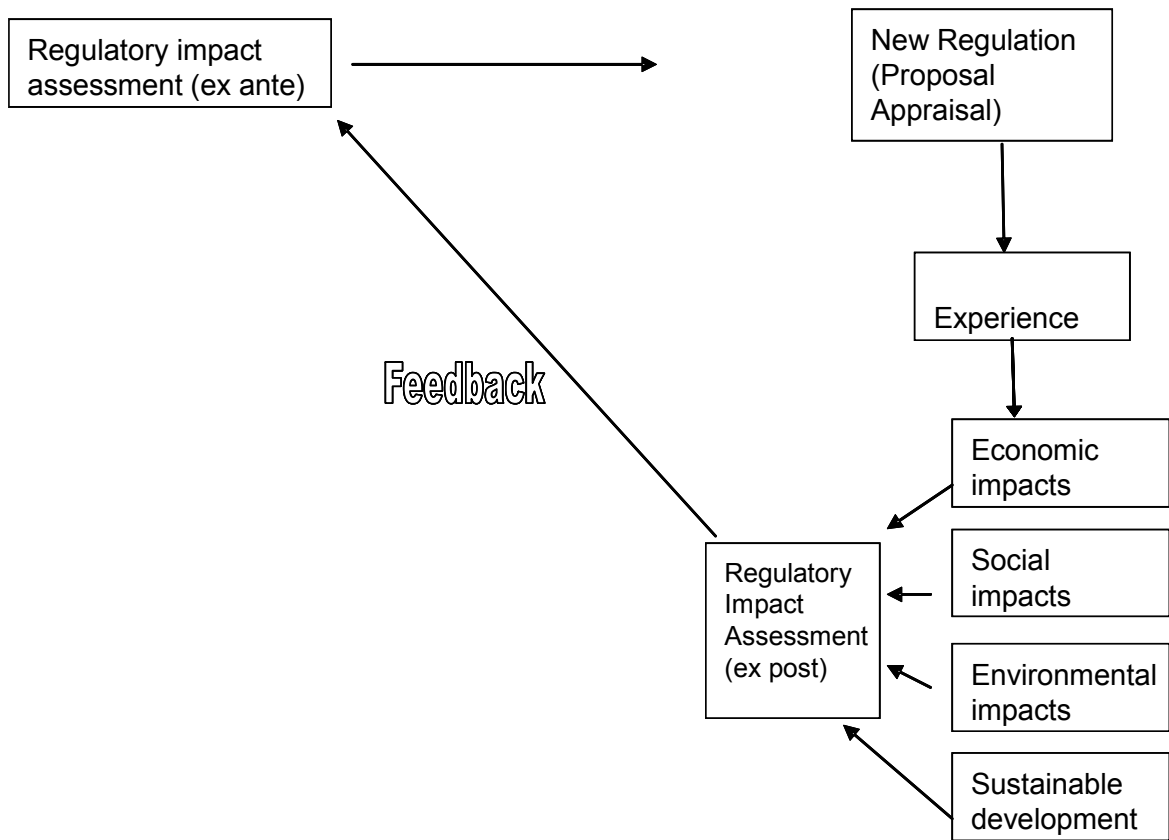 Regulatory impact
assessment (ex ante)
New Regulation
(Proposal
Appraisal)
Experience
Feedback
Economic
impacts
Social
impacts
Regulatory
Impact
Assessment
(ex post)
Environmental
impacts
Sustainable
development